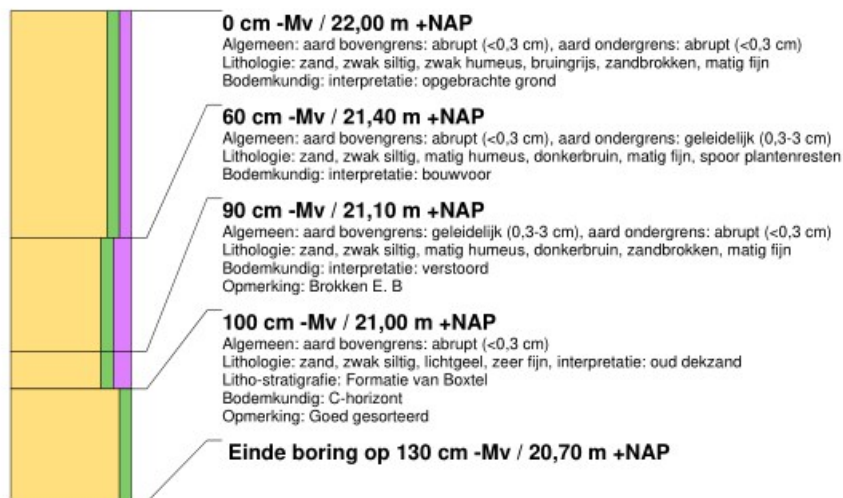 0 cm -Mv / 22,00 m +NAP
Algemeen: aard bovengrens: abrupt (<0,3 cm), aard ondergrens: abrupt (<0,3 cm)
Lithologie: zand, zwak siltig, zwak humeus, bruingrijs, zandbrokken, matig fijn
Bodemkundig: interpretatie: opgebrachte grond
60 cm -Mv / 21,40 m +NAP
Algemeen: aard bovengrens: abrupt (<0,3 cm), aard ondergrens: geleidelijk (0,3-3 cm)
Lithologie: zand, zwak siltig, matig humeus, donkerbruin, matig fijn, spoor plantenresten
Bodemkundig: interpretatie: bouwvoor
90 cm -Mv / 21,10 m +NAP
Algemeen: aard bovengrens: geleidelijk (0,3-3 cm), aard ondergrens: abrupt (<0,3 cm)
Lithologie: zand, zwak siltig, matig humeus, donkerbruin, zandbrokken, matig fijn
Bodemkundig: interpretatie: verstoord
Opmerking: Brokken E. B
100 cm -Mv / 21,00 m +NAP
Algemeen: aard bovengrens: abrupt (<0,3 cm)
Lithologie: zand, zwak siltig, lichtgeel, zeer fijn, interpretatie: oud dekzand
Litho-stratigrafie: Formatie van Boxtel
Bodemkundig: C-horizont
Opmerking: Goed gesorteerd
Einde boring op 130 cm -Mv / 20,70 m +NAP